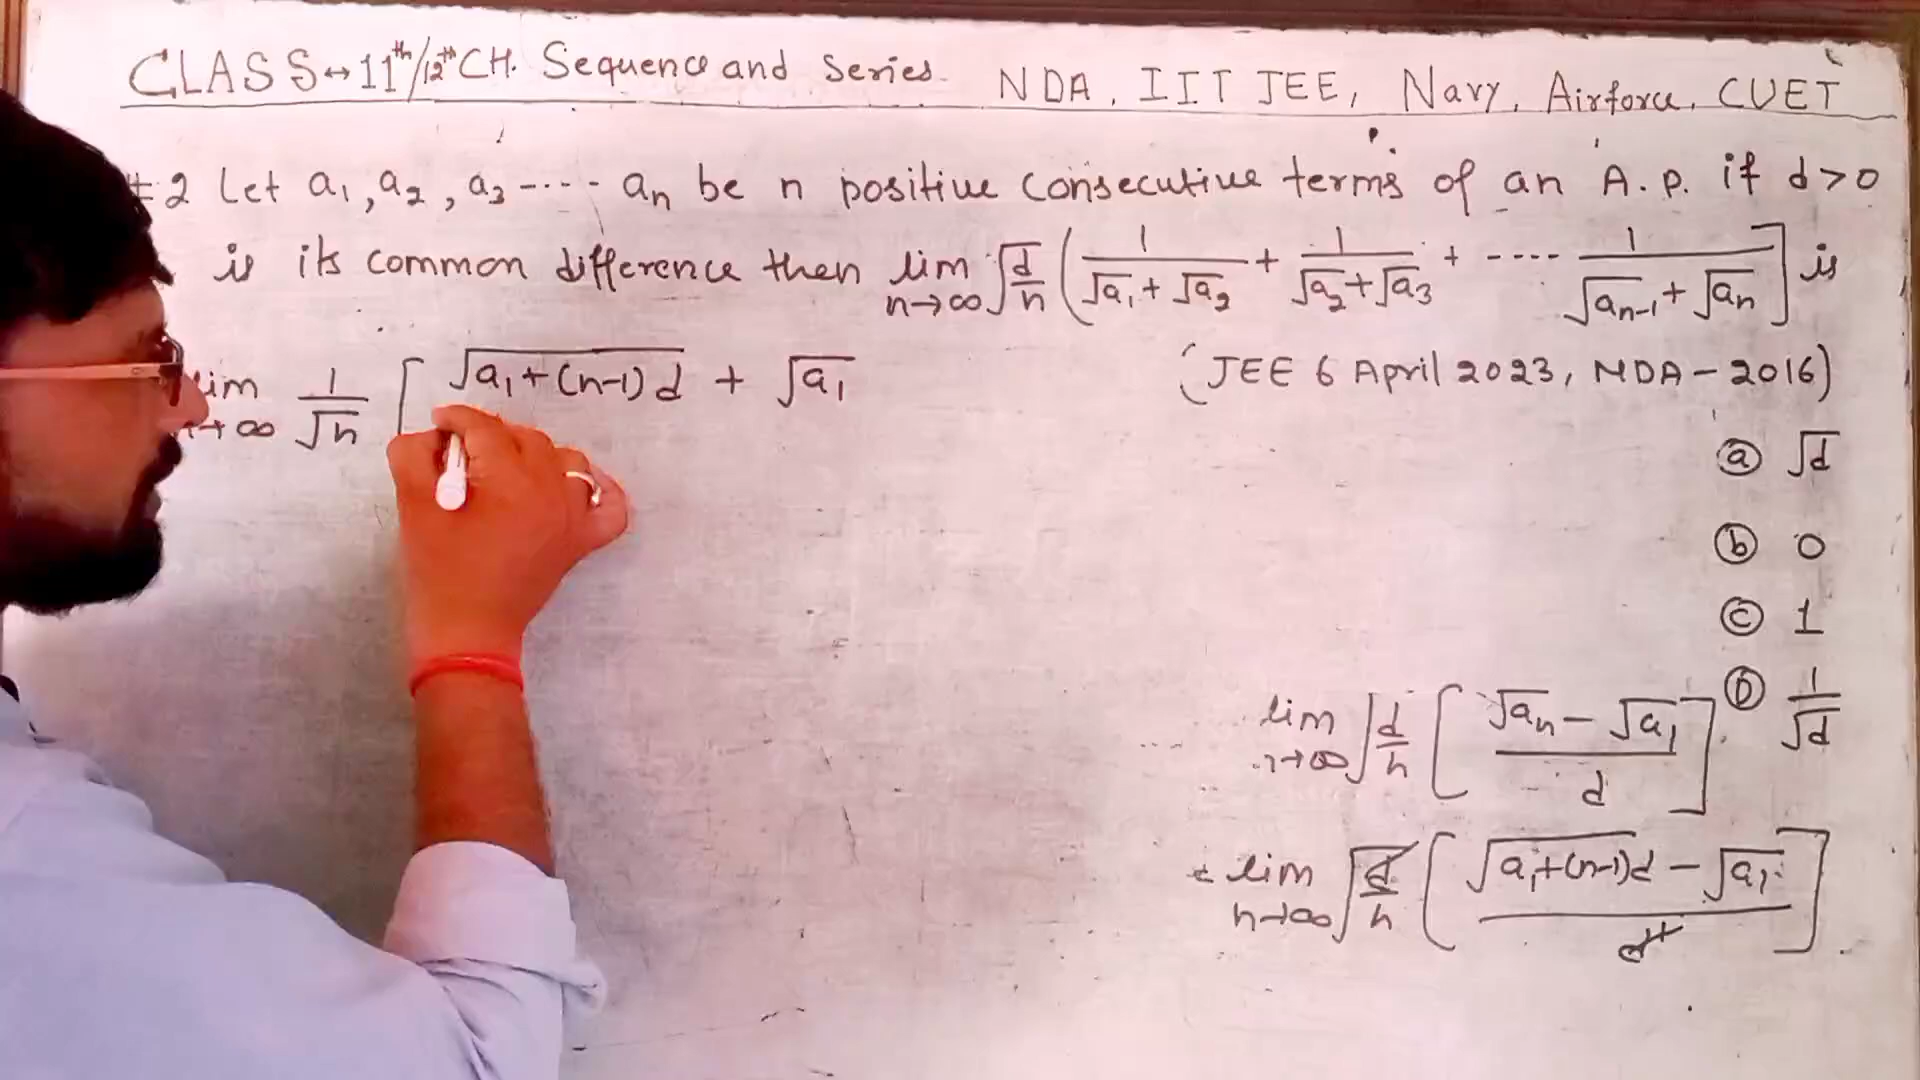 CLASS → 11th/12th CH. Sequence and Series NDA, IIT JEE, Navy, Airforce, CUET
2 Let a₁, a₂, a₃ ---- aₙ be n positive consecutive terms of an A.P. if d>0
is its common difference then lim n→∞ √(d/n) (1/(√a₁+√a₂) + 1/(√a₂+√a₃) + ---- 1/(√aₙ₋₁+√aₙ)] is
lim n→∞ 1/√n [ √(a₁+(n-1)d) + √a₁
(JEE 6 April 2023, NDA-2016)
ⓐ √d
ⓑ 0
ⓒ 1
Ⓓ 1/√d
lim n→∞ √(d/n) [ (√aₙ - √a₁)/d ]
lim n→∞ √(d/n) [ (√(a₁+(n-1)d) - √a₁)/d ]